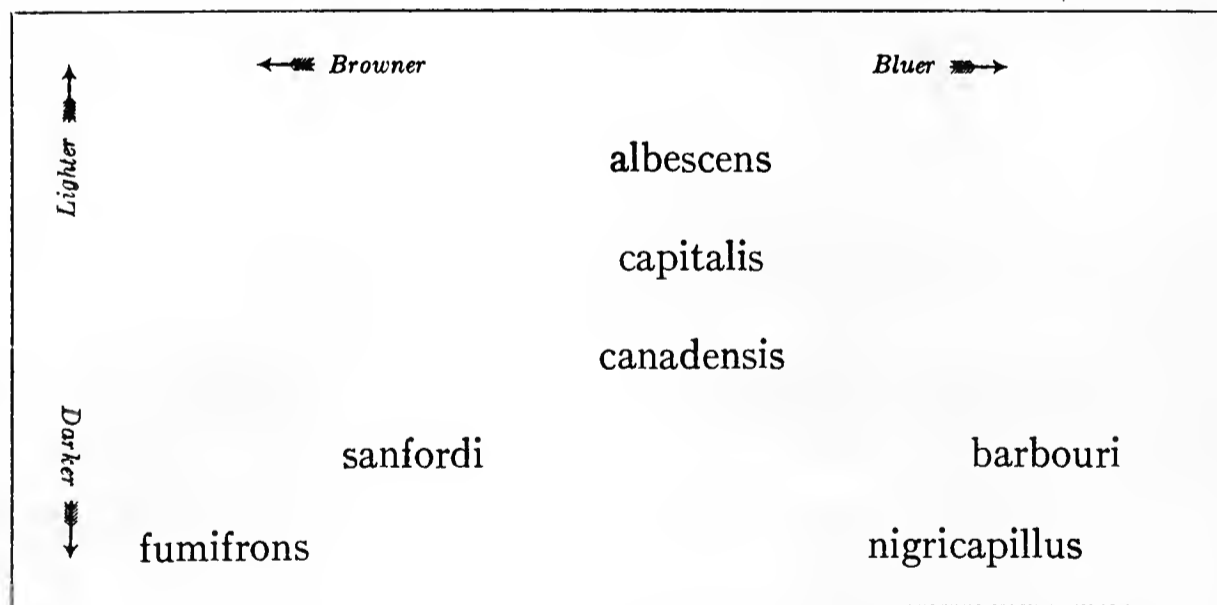 Browner Bluer
Lighter
albescens
capitalis
canadensis
Darker
sanfordi barbouri
fumifrons nigricapillus